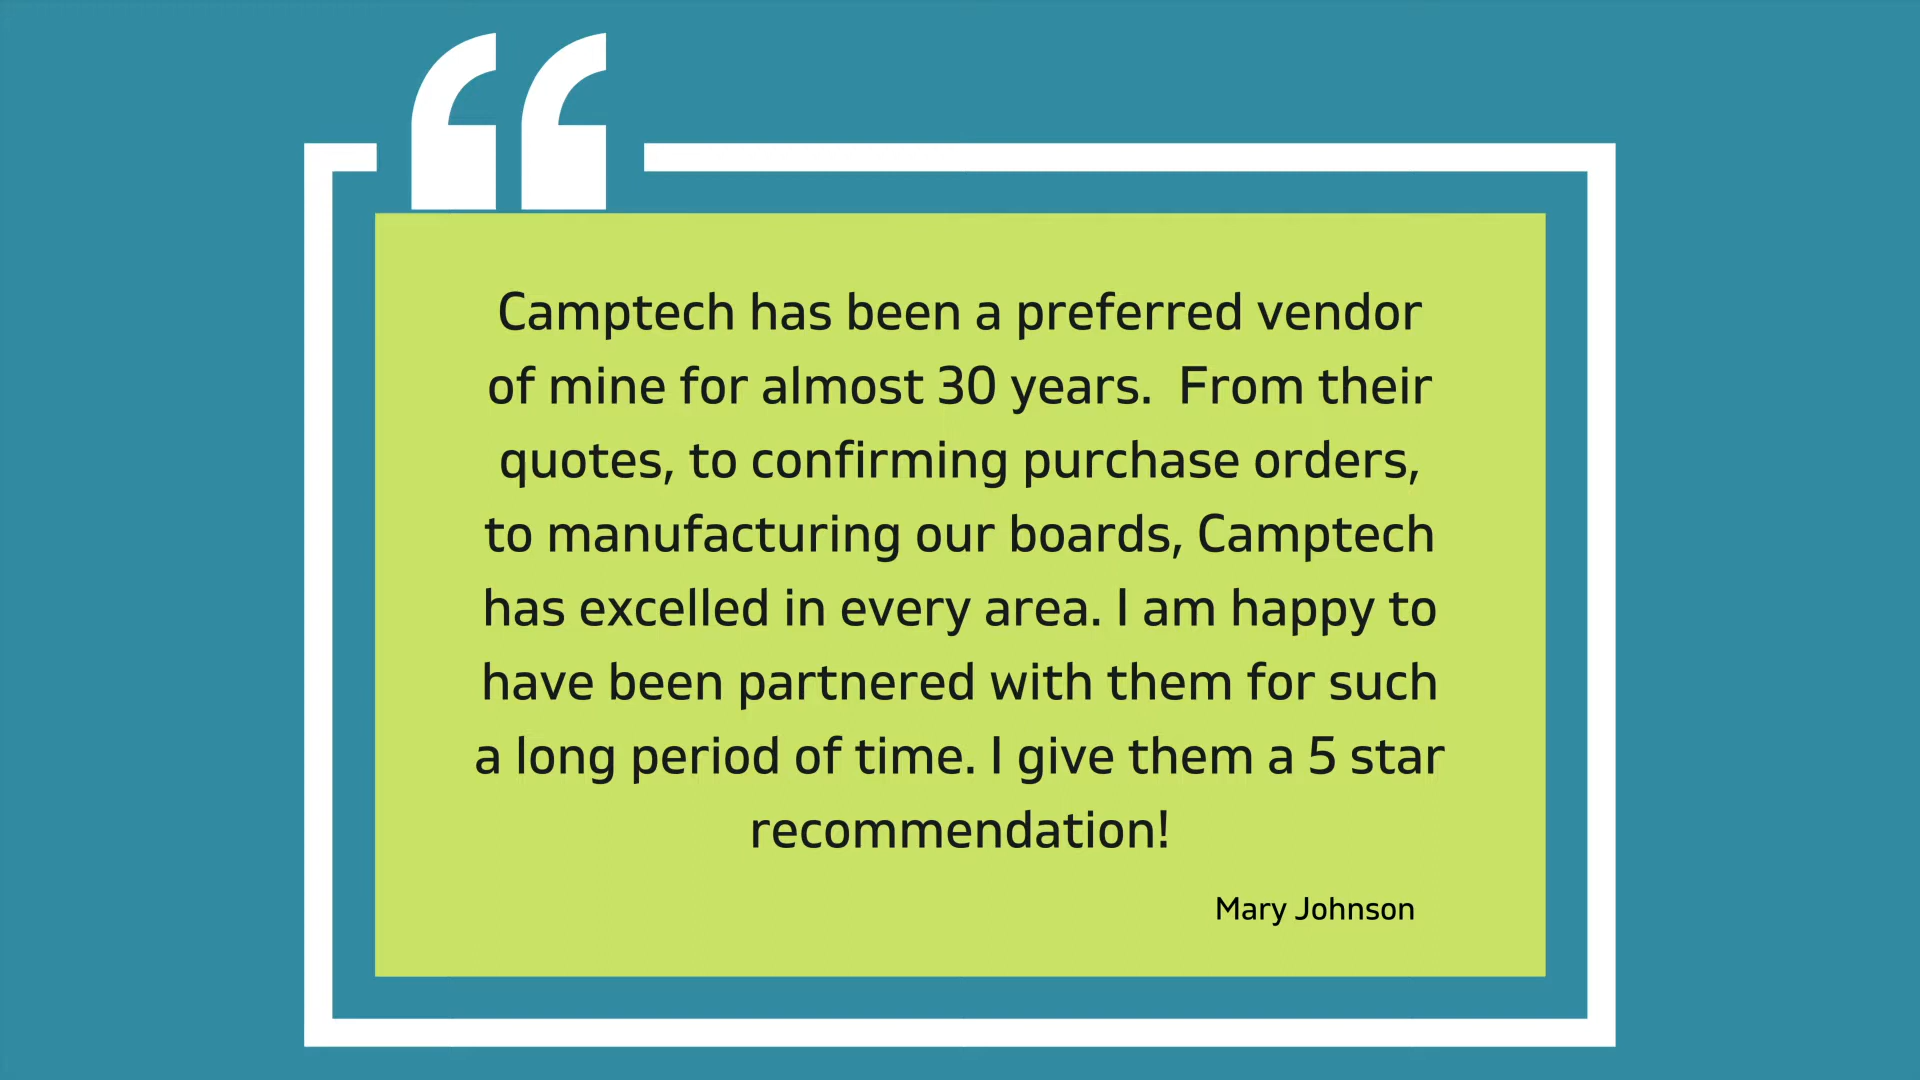 Camptech has been a preferred vendor
of mine for almost 30 years.  From their
quotes, to confirming purchase orders,
to manufacturing our boards, Camptech
has excelled in every area. I am happy to
have been partnered with them for such
a long period of time. I give them a 5 star
recommendation!
Mary Johnson